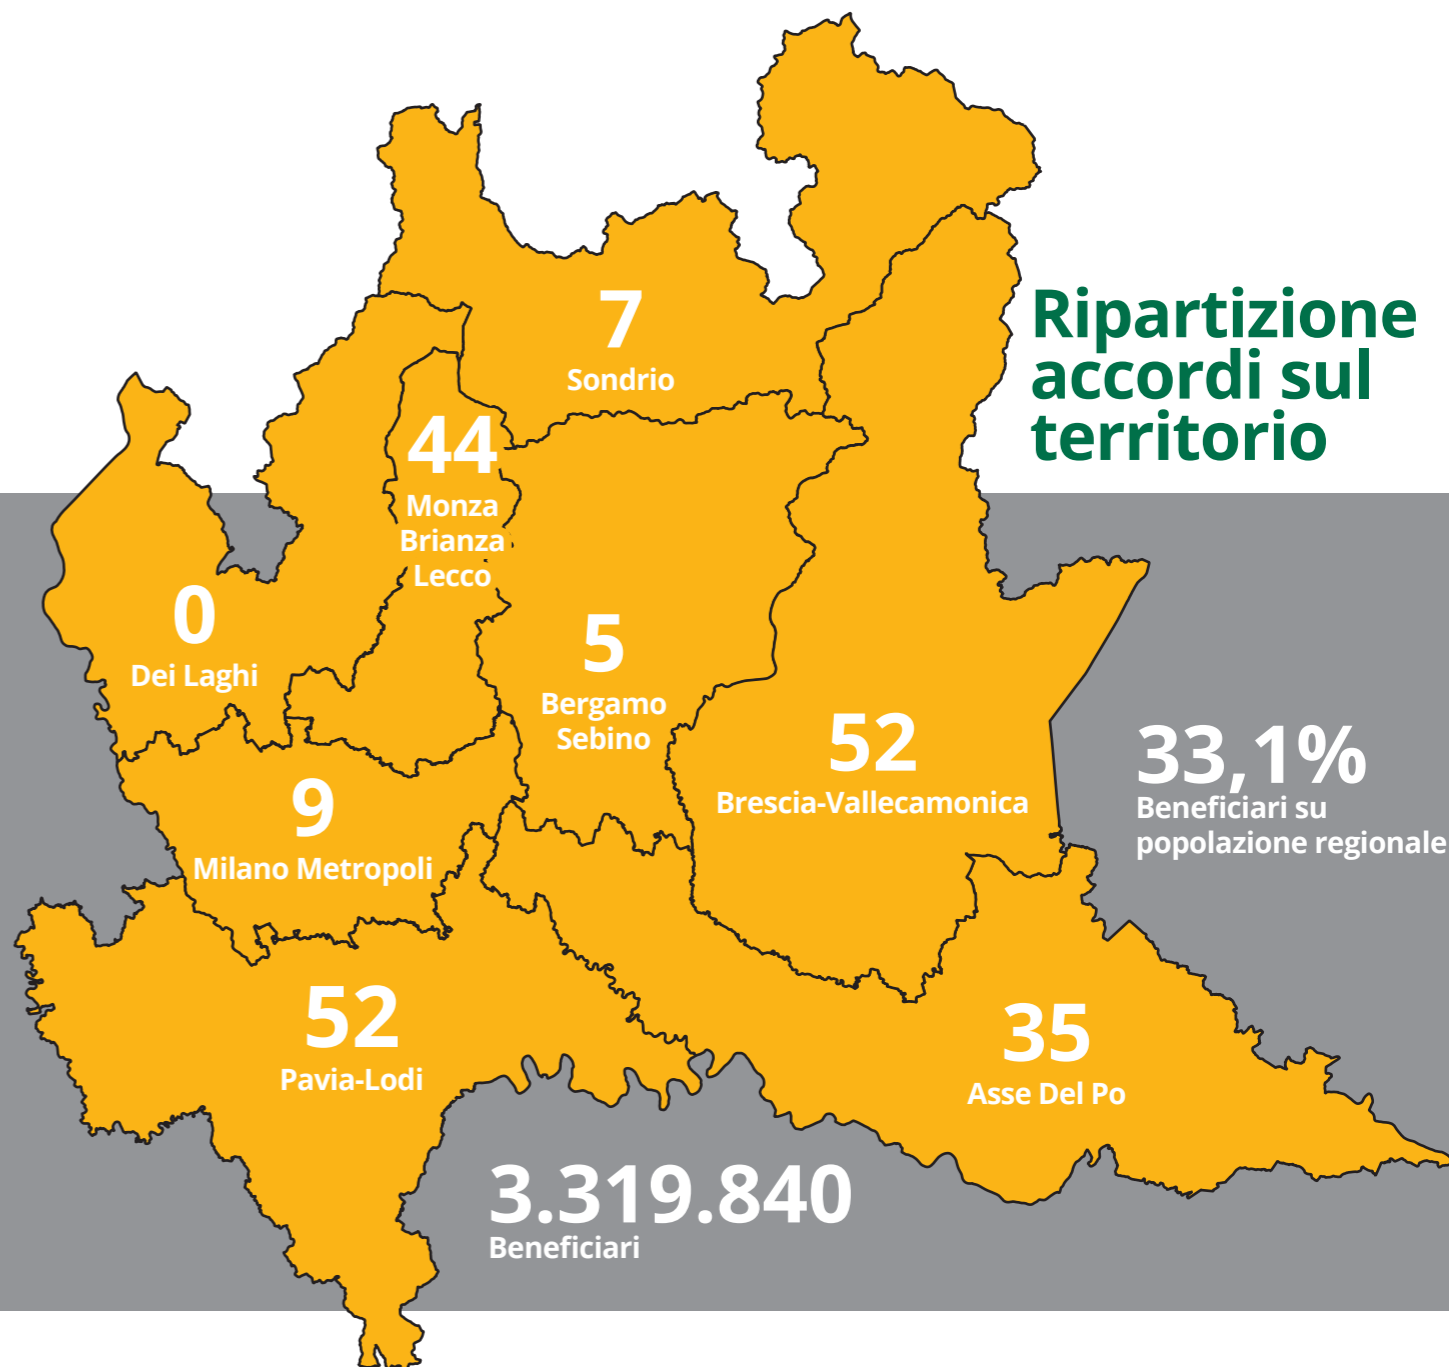 Ripartizione
accordi sul
territorio
7
Sondrio
44
Monza
Brianza
Lecco
0
Dei Laghi
5
Bergamo
Sebino
52
Brescia-Vallecamonica
33,1%
Beneficiari su
popolazione regionale
9
Milano Metropoli
52
Pavia-Lodi
35
Asse Del Po
3.319.840
Beneficiari